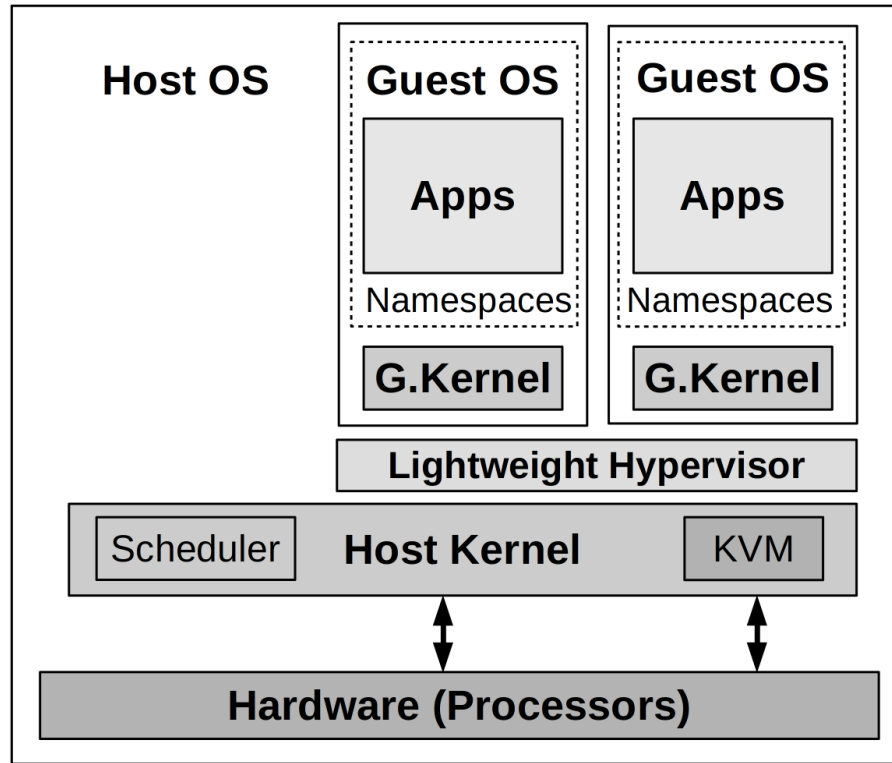 Host OS
Guest OS
Guest OS
Apps
Apps
Namespaces
Namespaces
G.Kernel
G.Kernel
Lightweight Hypervisor
Scheduler
Host Kernel
KVM
Hardware (Processors)